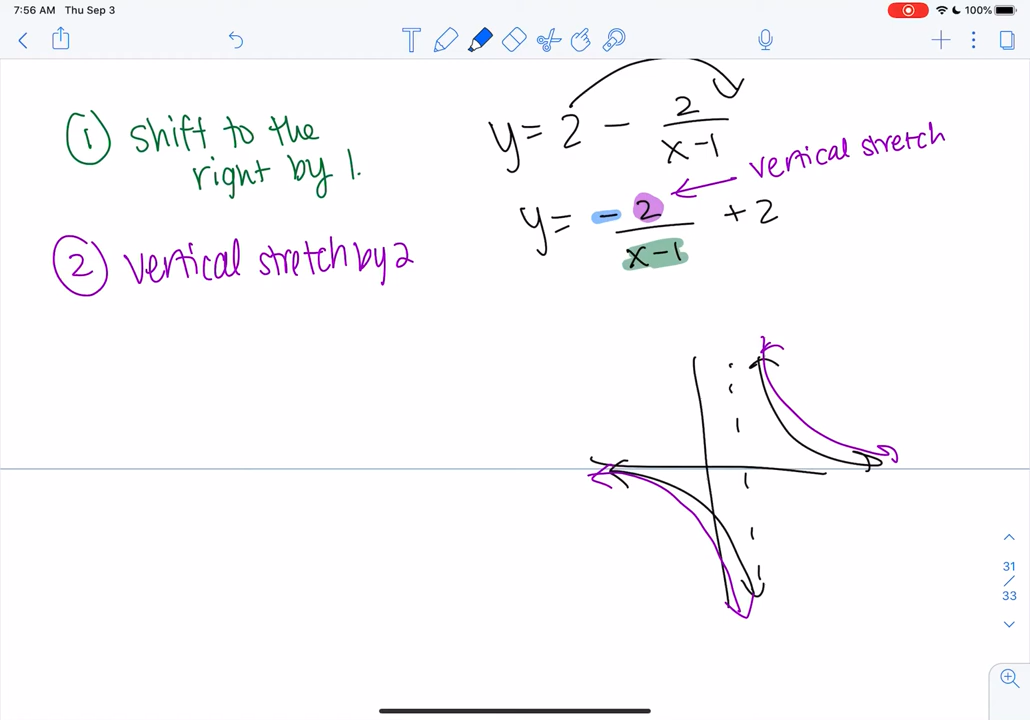 7:56 AM Thu Sep 3
100%
T
① shift to the
right by 1.
② vertical stretch by 2
y = 2 - 2/(x-1)
vertical stretch
y = -2/(x-1) + 2
31
/
33